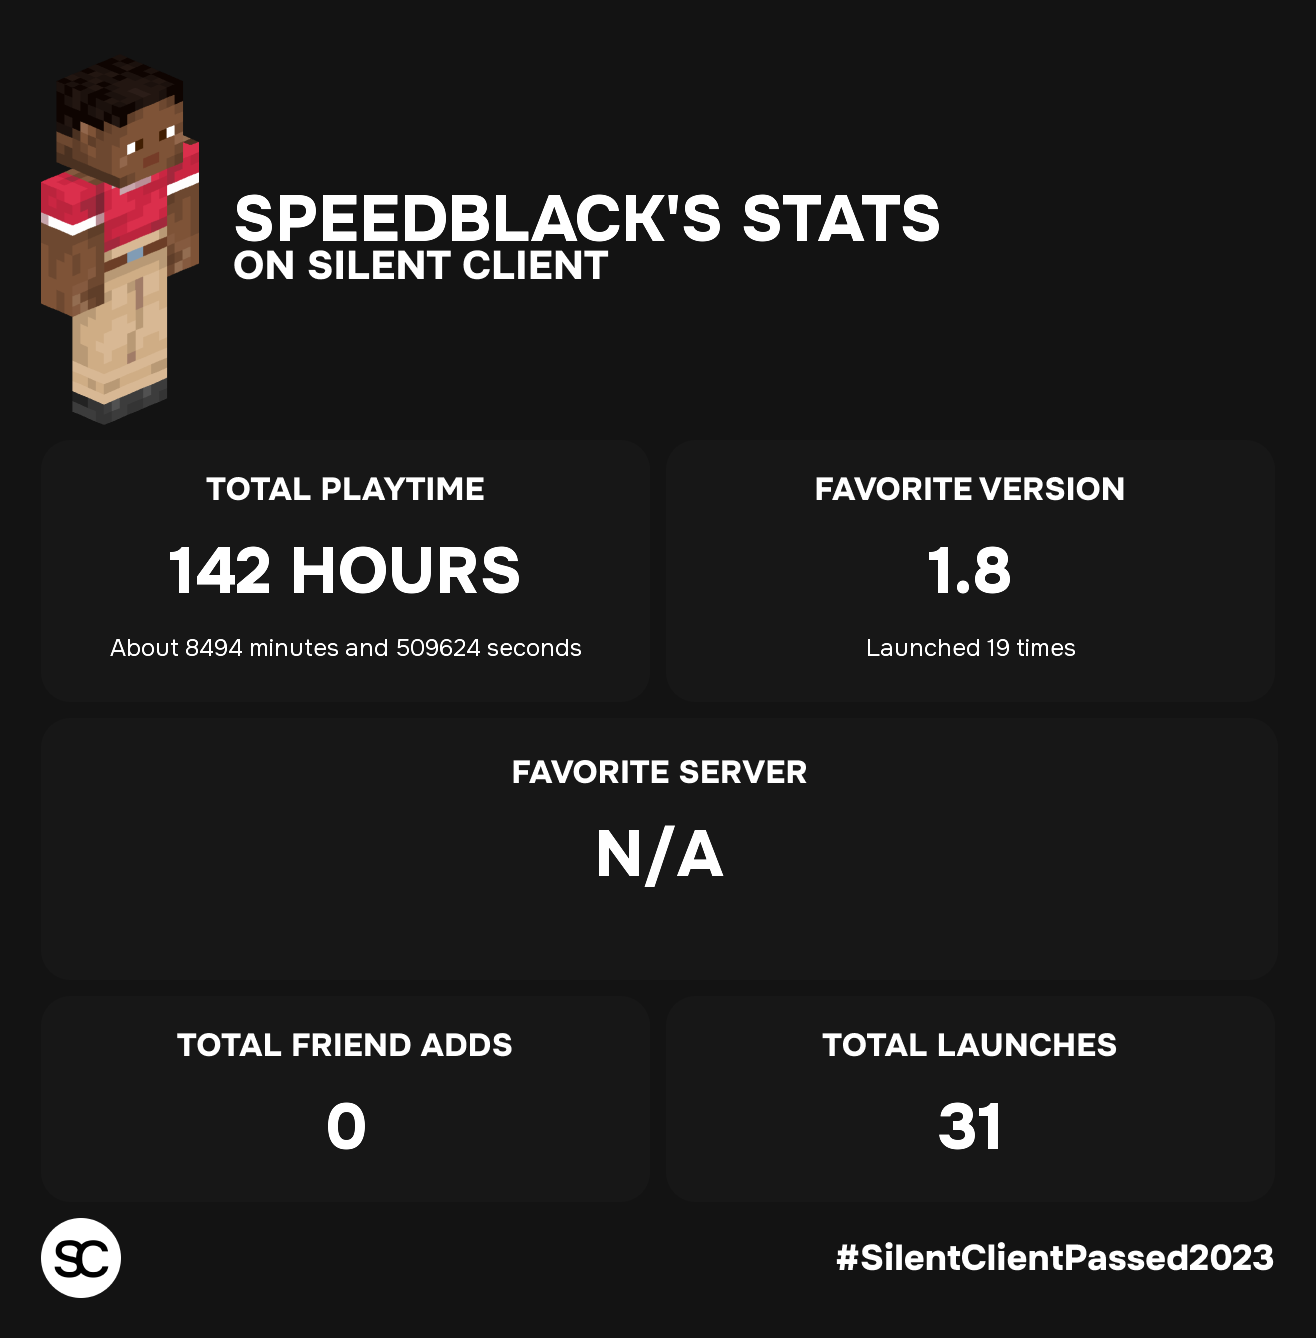 SPEEDBLACK'S STATS
ON SILENT CLIENT
TOTAL PLAYTIME
142 HOURS
About 8494 minutes and 509624 seconds
FAVORITE VERSION
1.8
Launched 19 times
FAVORITE SERVER
N/A
TOTAL FRIEND ADDS
0
TOTAL LAUNCHES
31
SC
#SilentClientPassed2023